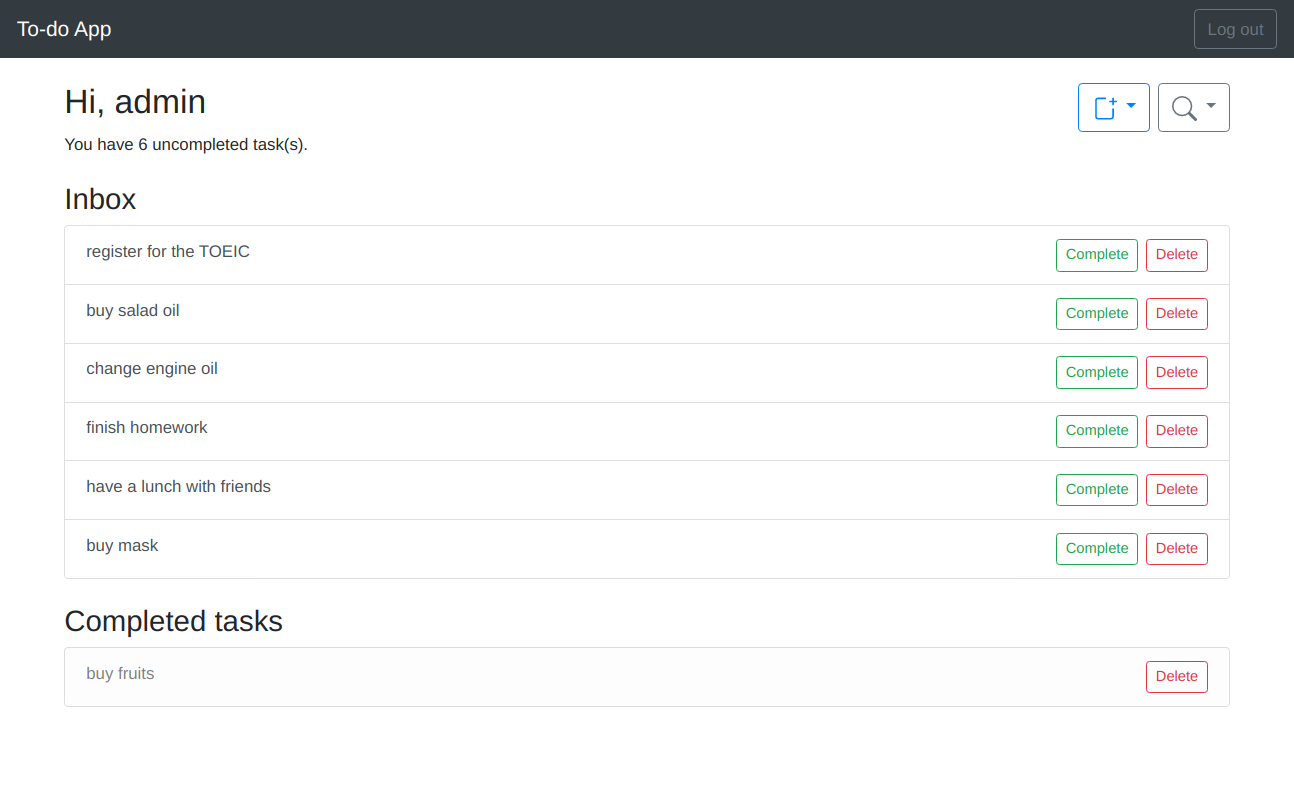 To-do App Log out
Hi, admin
You have 6 uncompleted task(s).
Inbox
register for the TOEIC Complete Delete
buy salad oil Complete Delete
change engine oil Complete Delete
finish homework Complete Delete
have a lunch with friends Complete Delete
buy mask Complete Delete
Completed tasks
buy fruits Delete